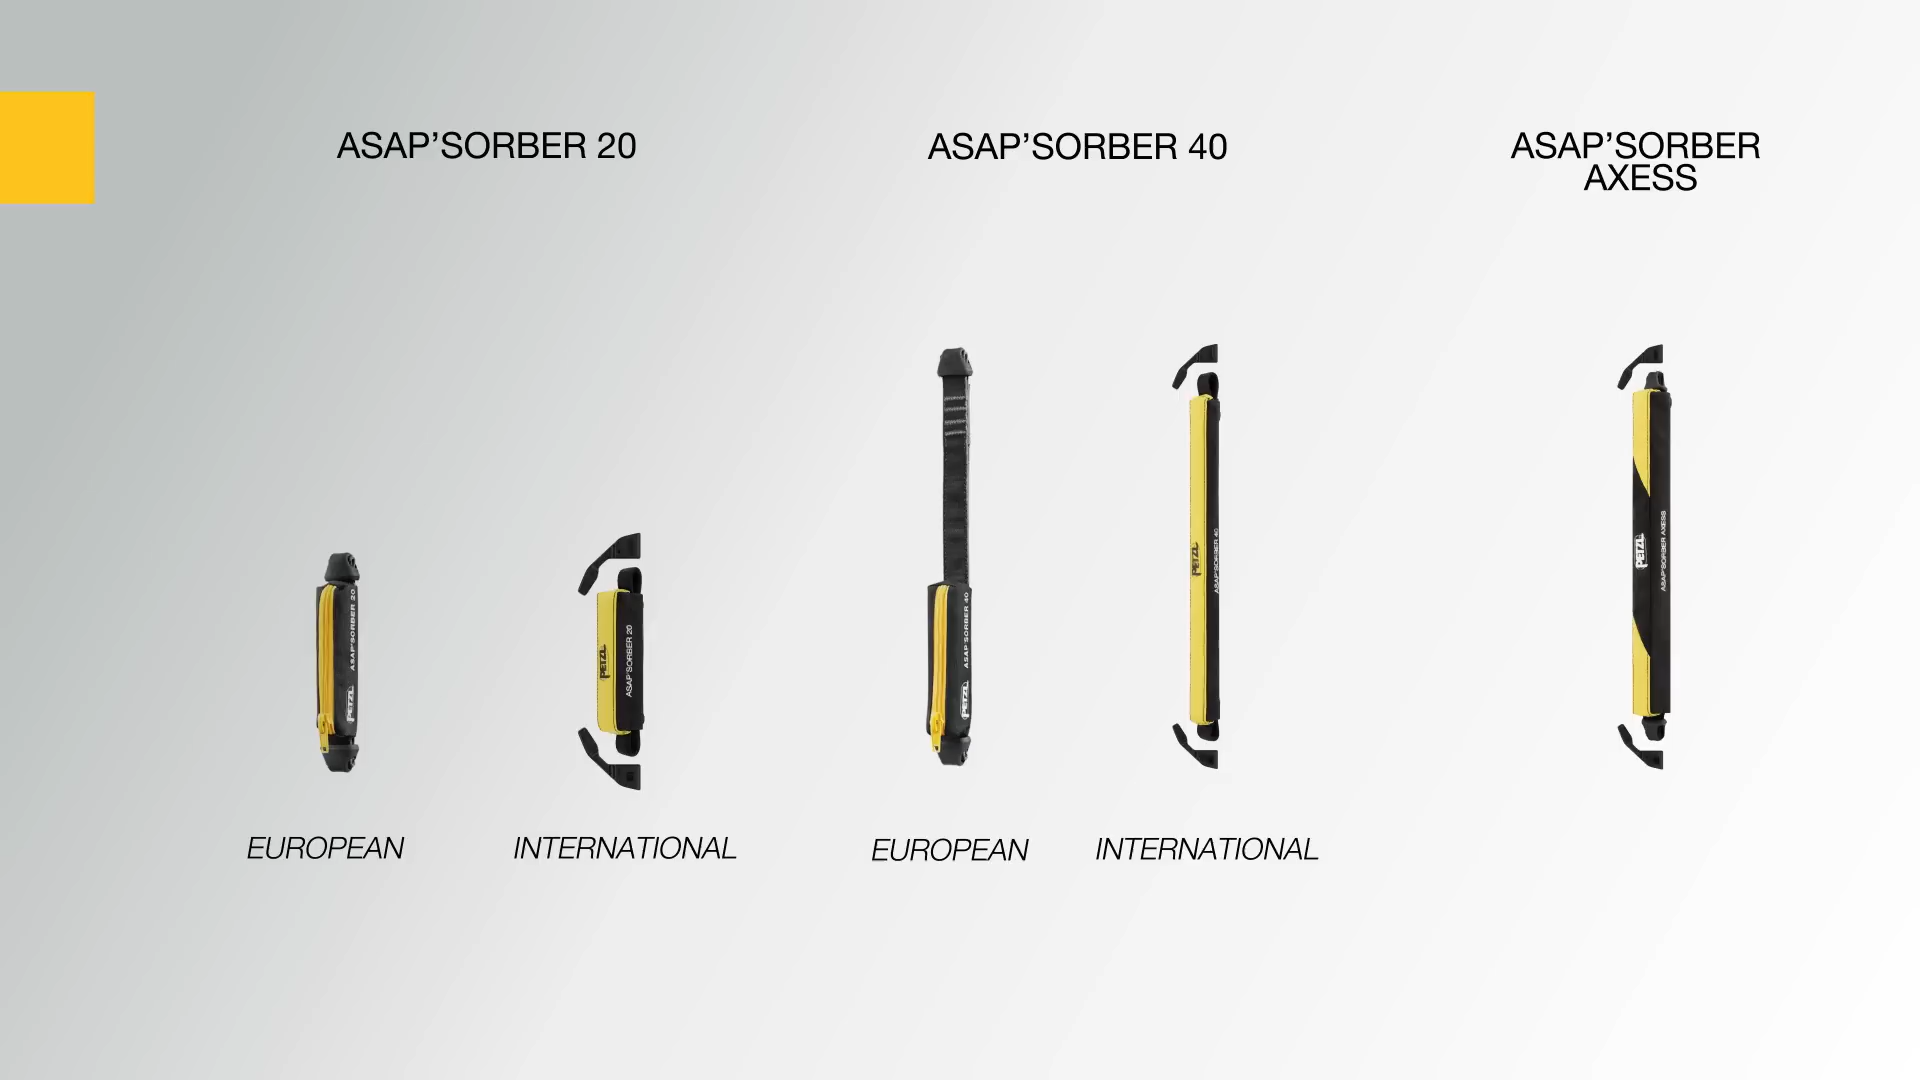 ASAP’SORBER 20
ASAP’SORBER 40
ASAP’SORBER
AXESS
ASAP'SORBER 20
PETZL
PETZL
ASAP'SORBER 20
ASAP'SORBER 40
PETZL
PETZL
ASAP'SORBER 40
PETZL
ASAP'SORBER AXESS
EUROPEAN
INTERNATIONAL
EUROPEAN
INTERNATIONAL